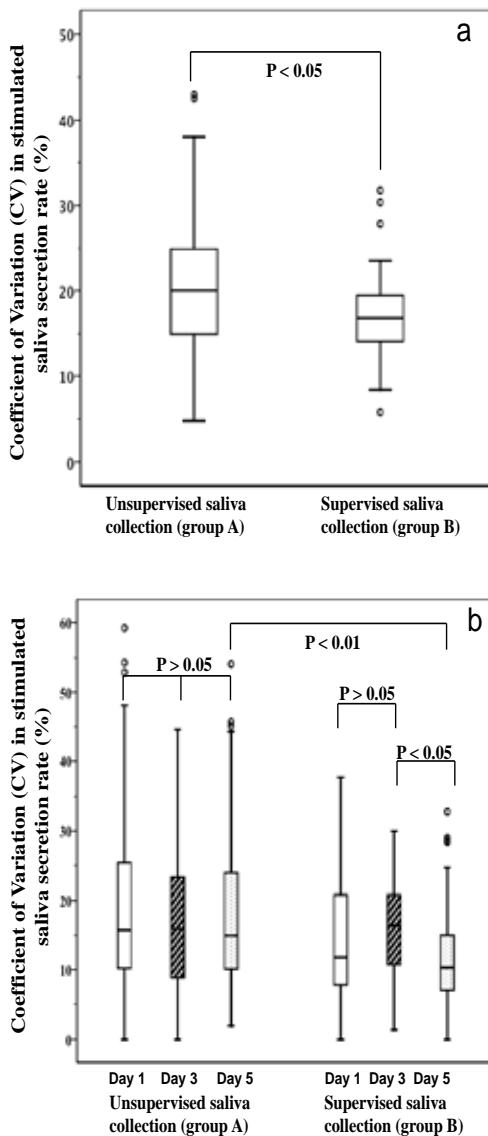 a
Coefficient of Variation (CV) in stimulated
saliva secretion rate (%)
50
40
30
20
10
0
P < 0.05
Unsupervised saliva
collection (group A)
Supervised saliva
collection (group B)
b
Coefficient of Variation (CV) in stimulated
saliva secretion rate (%)
60
50
40
30
20
10
0
P < 0.01
P > 0.05
P > 0.05
P < 0.05
Day 1 Day 3 Day 5
Unsupervised saliva
collection (group A)
Day 1 Day 3 Day 5
Supervised saliva
collection (group B)